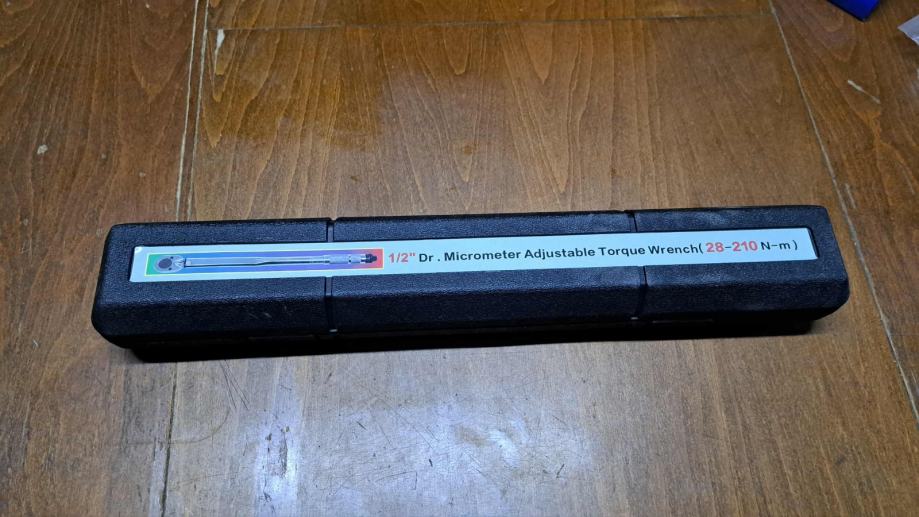 1/2" Dr. Micrometer Adjustable Torque Wrench(28-210 N-m)